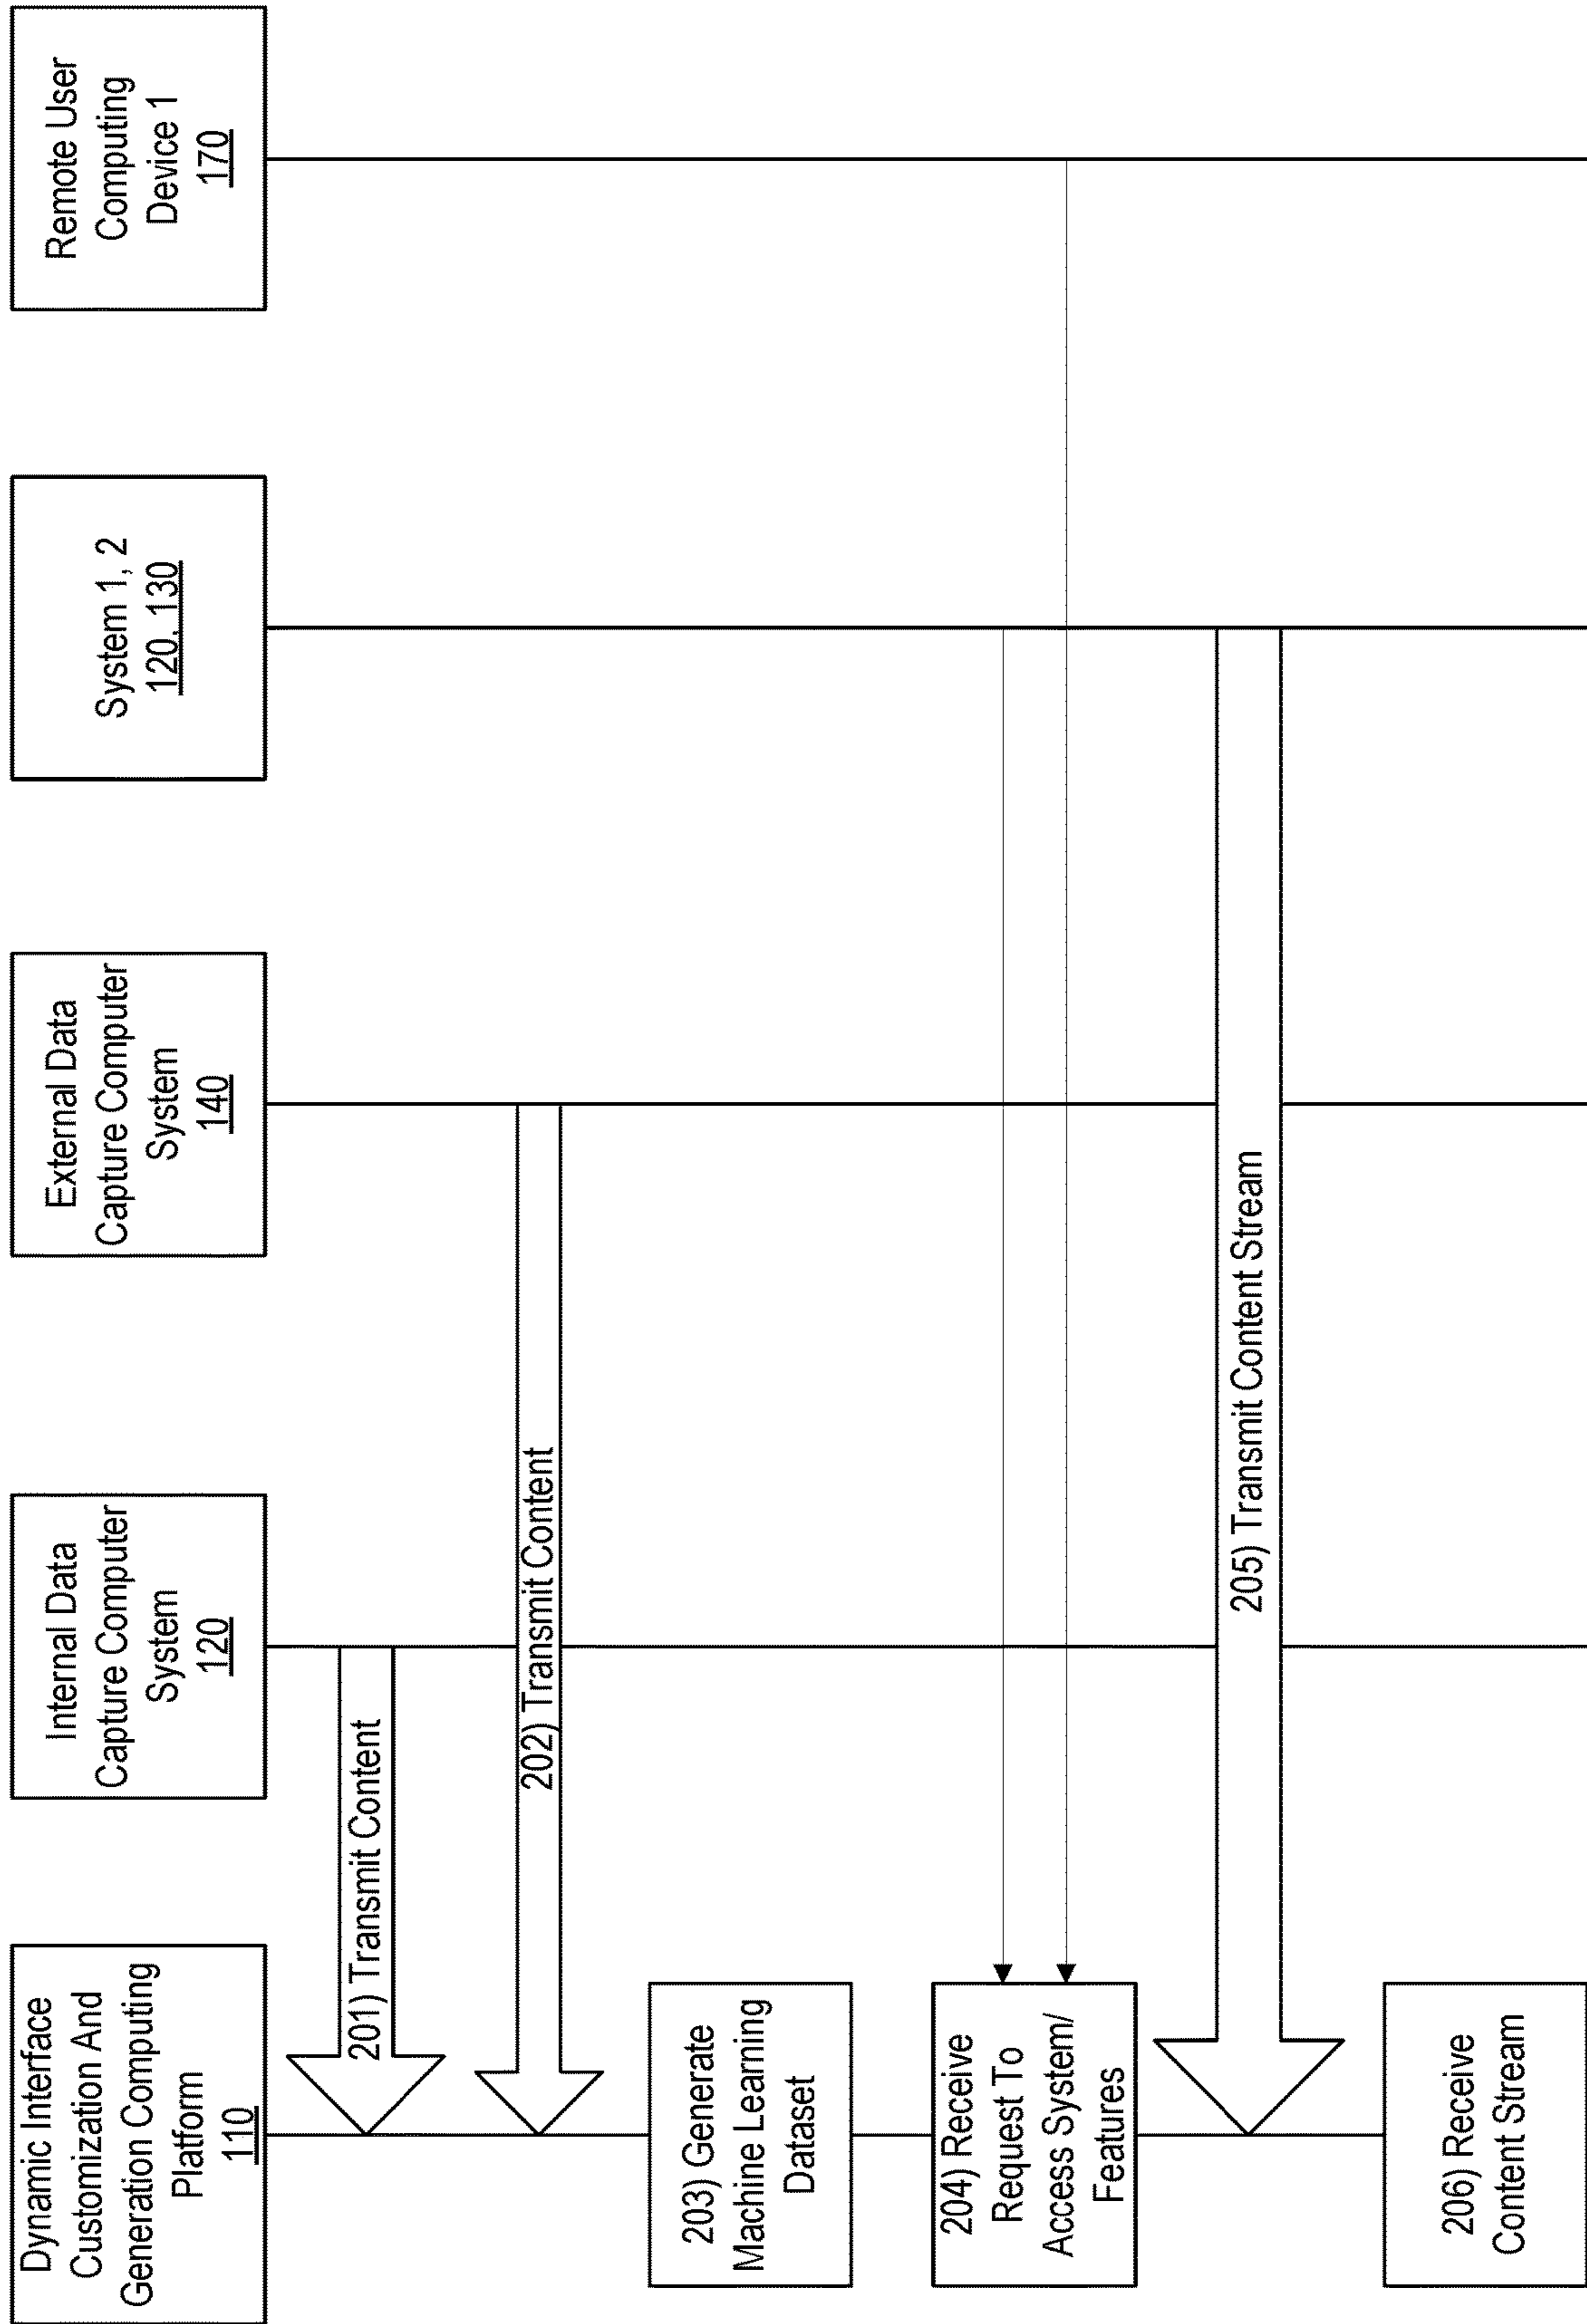 Dynamic Interface
Customization And
Generation Computing
Platform
110
Internal Data
Capture Computer
System
120
External Data
Capture Computer
System
140
System 1, 2
120, 130
Remote User
Computing
Device 1
170
201) Transmit Content
202) Transmit Content
203) Generate
Machine Learning
Dataset
204) Receive
Request To
Access System/
Features
205) Transmit Content Stream
206) Receive
Content Stream